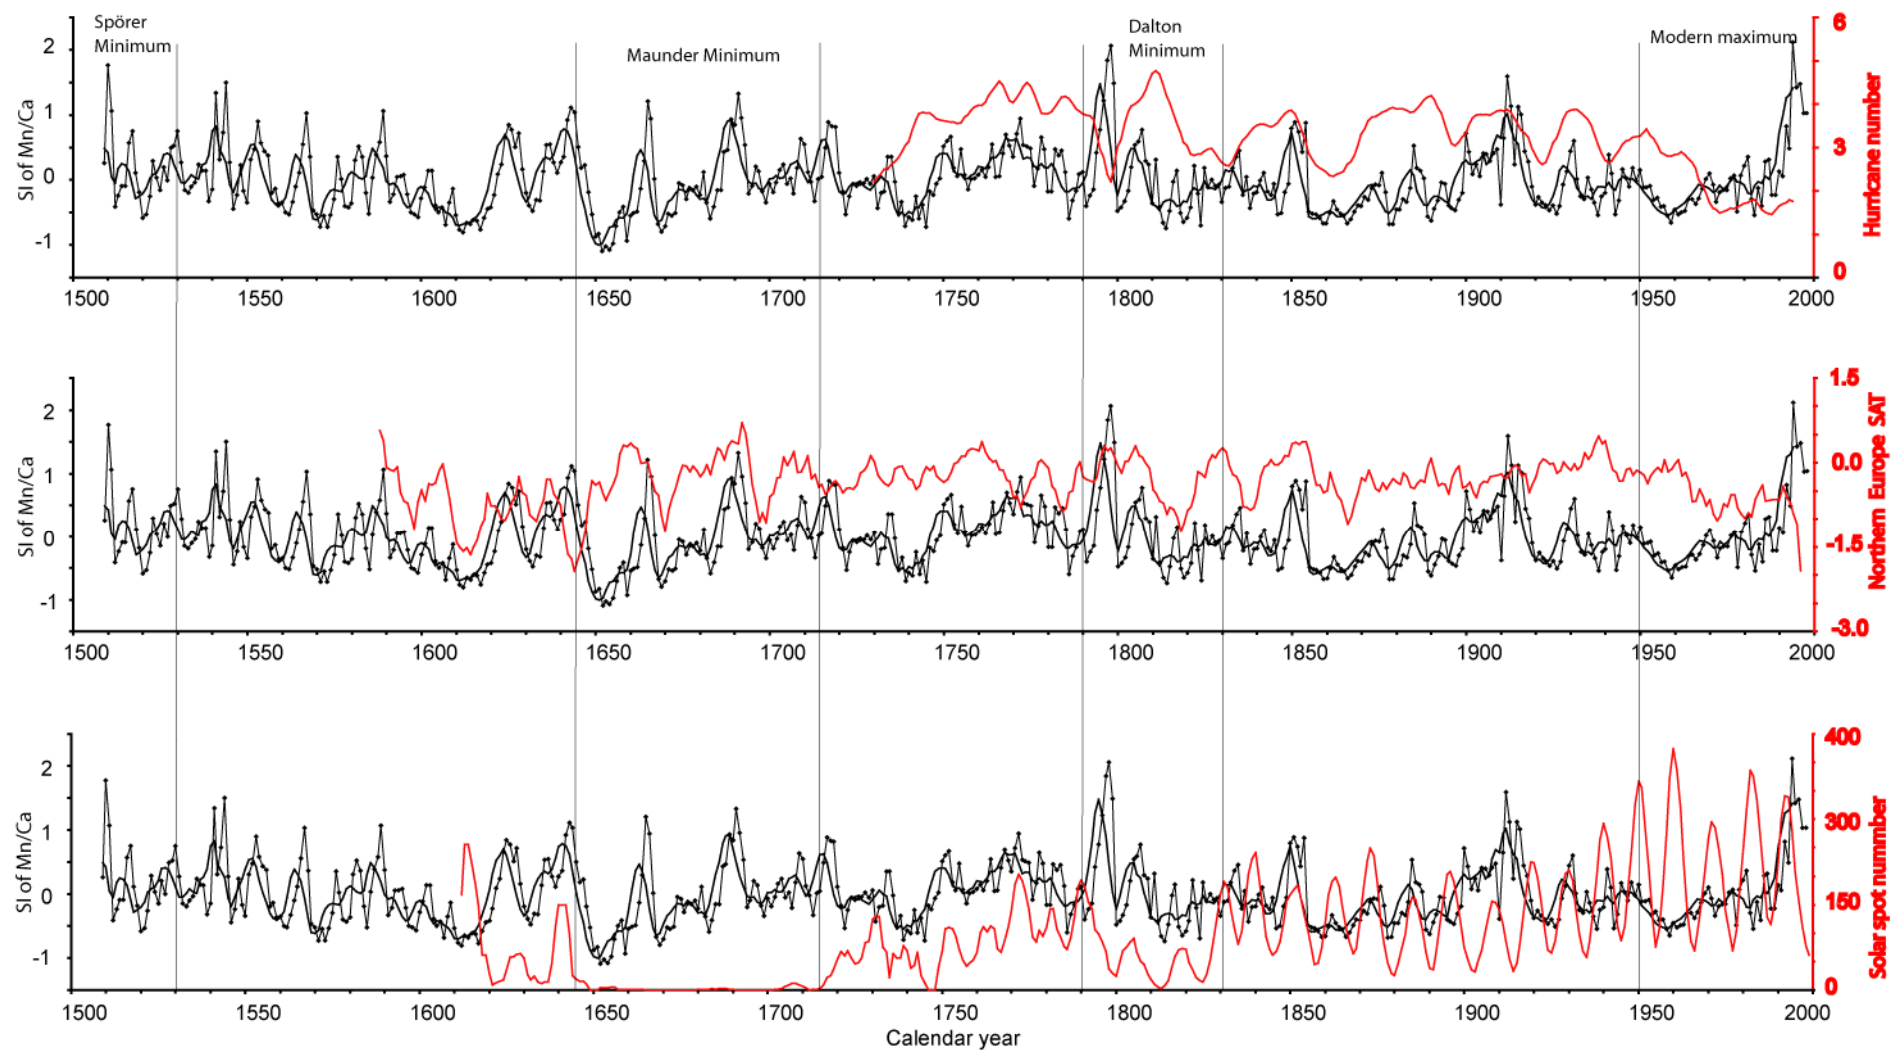 Spörer
Minimum
Maunder Minimum
Dalton
Minimum
Modern maximum
SI of Mn/Ca
2
1
0
-1
6
3
0
Hurricane number
1500 1550 1600 1650 1700 1750 1800 1850 1900 1950 2000
SI of Mn/Ca
2
1
0
-1
1.5
0.0
-1.5
-3.0
Northern Europe SAT
1500 1550 1600 1650 1700 1750 1800 1850 1900 1950 2000
SI of Mn/Ca
2
1
0
-1
400
300
150
0
Solar spot nummber
1500 1550 1600 1650 1700 1750 1800 1850 1900 1950 2000
Calendar year